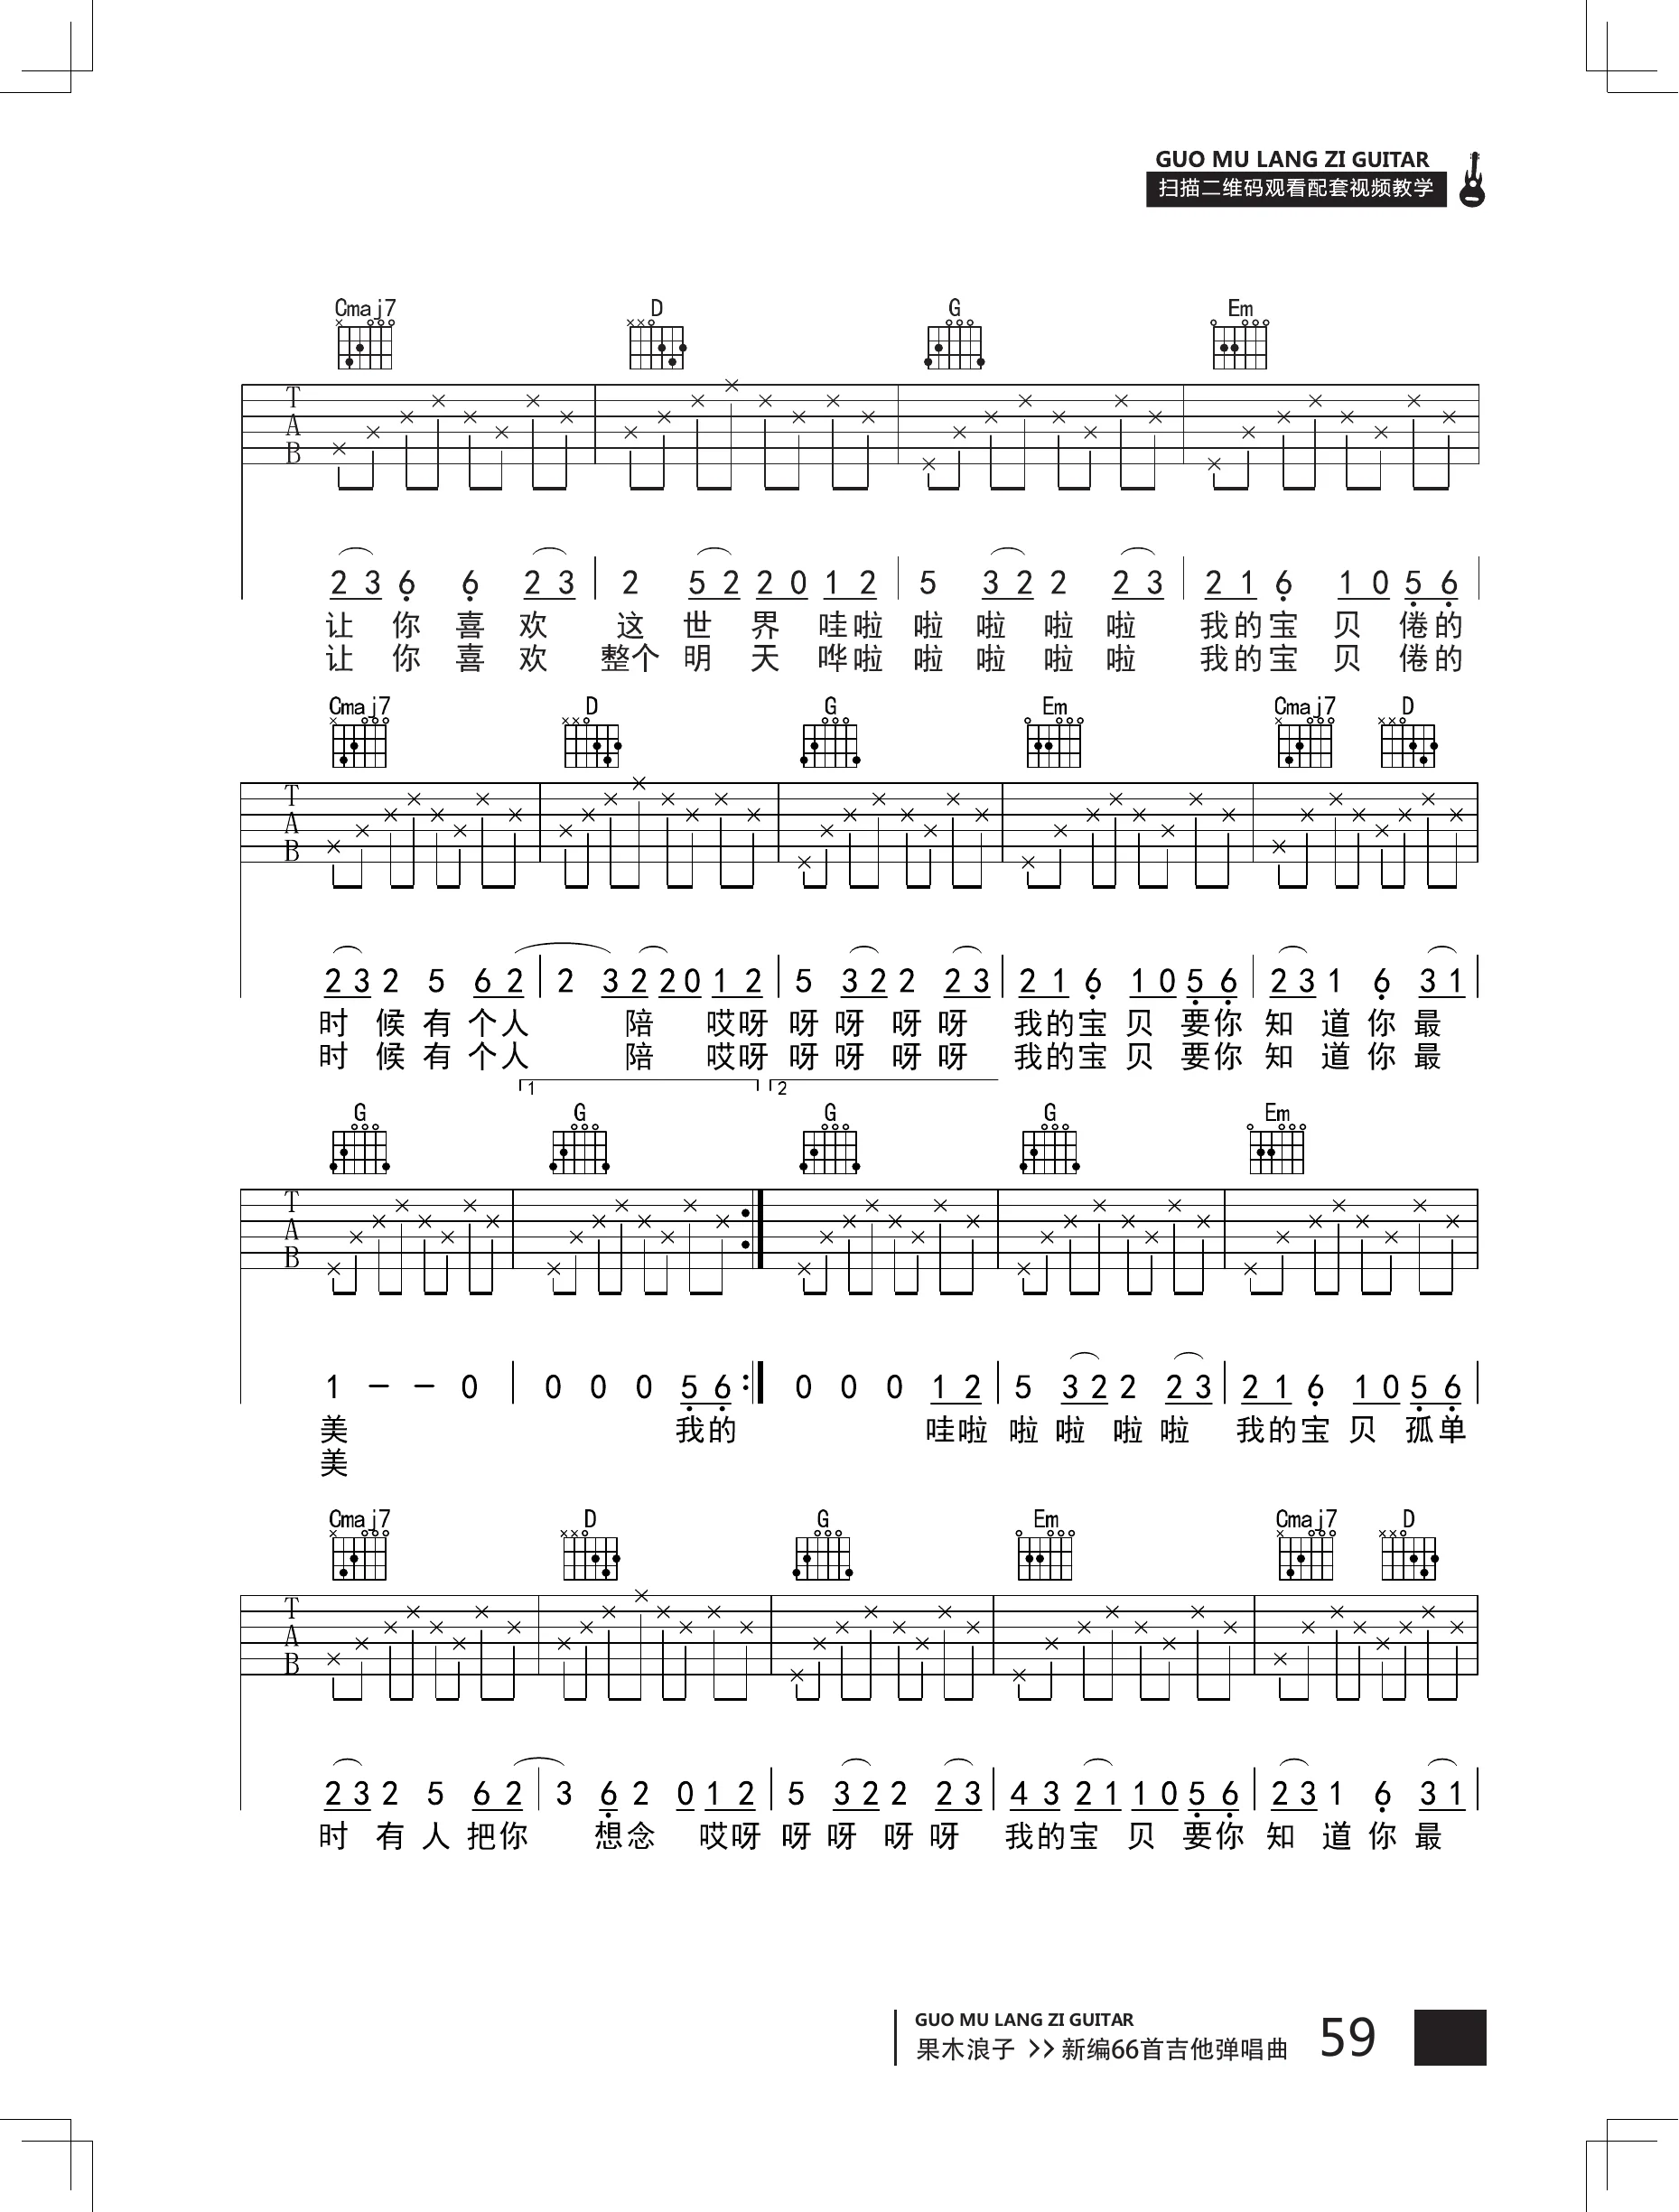 GUO MU LANG ZI GUITAR
扫描二维码观看配套视频教学
Cmaj7 D G Em
T
A
B
2 3 6 6 2 3 2 5 2 2 0 1 2 5 3 2 2 2 3 2 1 6 1 0 5 6
让 你 喜 欢 这 世 界 哇啦 啦 啦 啦 啦 我的宝 贝 倦的
让 你 喜 欢 整个 明 天 哗啦 啦 啦 啦 啦 我的宝 贝 倦的
Cmaj7 D G Em Cmaj7 D
T
A
B
2 3 2 5 6 2 2 3 2 2 0 1 2 5 3 2 2 2 3 2 1 6 1 0 5 6 2 3 1 6 3 1
时 候 有 个人 陪 哎呀 呀 呀 呀 呀 我的宝 贝 要你 知 道 你 最
时 候 有 个人 陪 哎呀 呀 呀 呀 呀 我的宝 贝 要你 知 道 你 最
1 2
G G G G Em
T
A
B
1 – – 0 0 0 0 5 6 :| 0 0 0 1 2 5 3 2 2 2 3 2 1 6 1 0 5 6
美 我的 哇啦 啦 啦 啦 啦 我的宝 贝 孤单
美
Cmaj7 D G Em Cmaj7 D
T
A
B
2 3 2 5 6 2 3 6 2 0 1 2 5 3 2 2 2 3 4 3 2 1 1 0 5 6 2 3 1 6 3 1
时 有 人 把你 想念 哎呀 呀 呀 呀 呀 我的宝 贝 要你 知 道 你 最
GUO MU LANG ZI GUITAR
果木浪子 >> 新编66首吉他弹唱曲 59